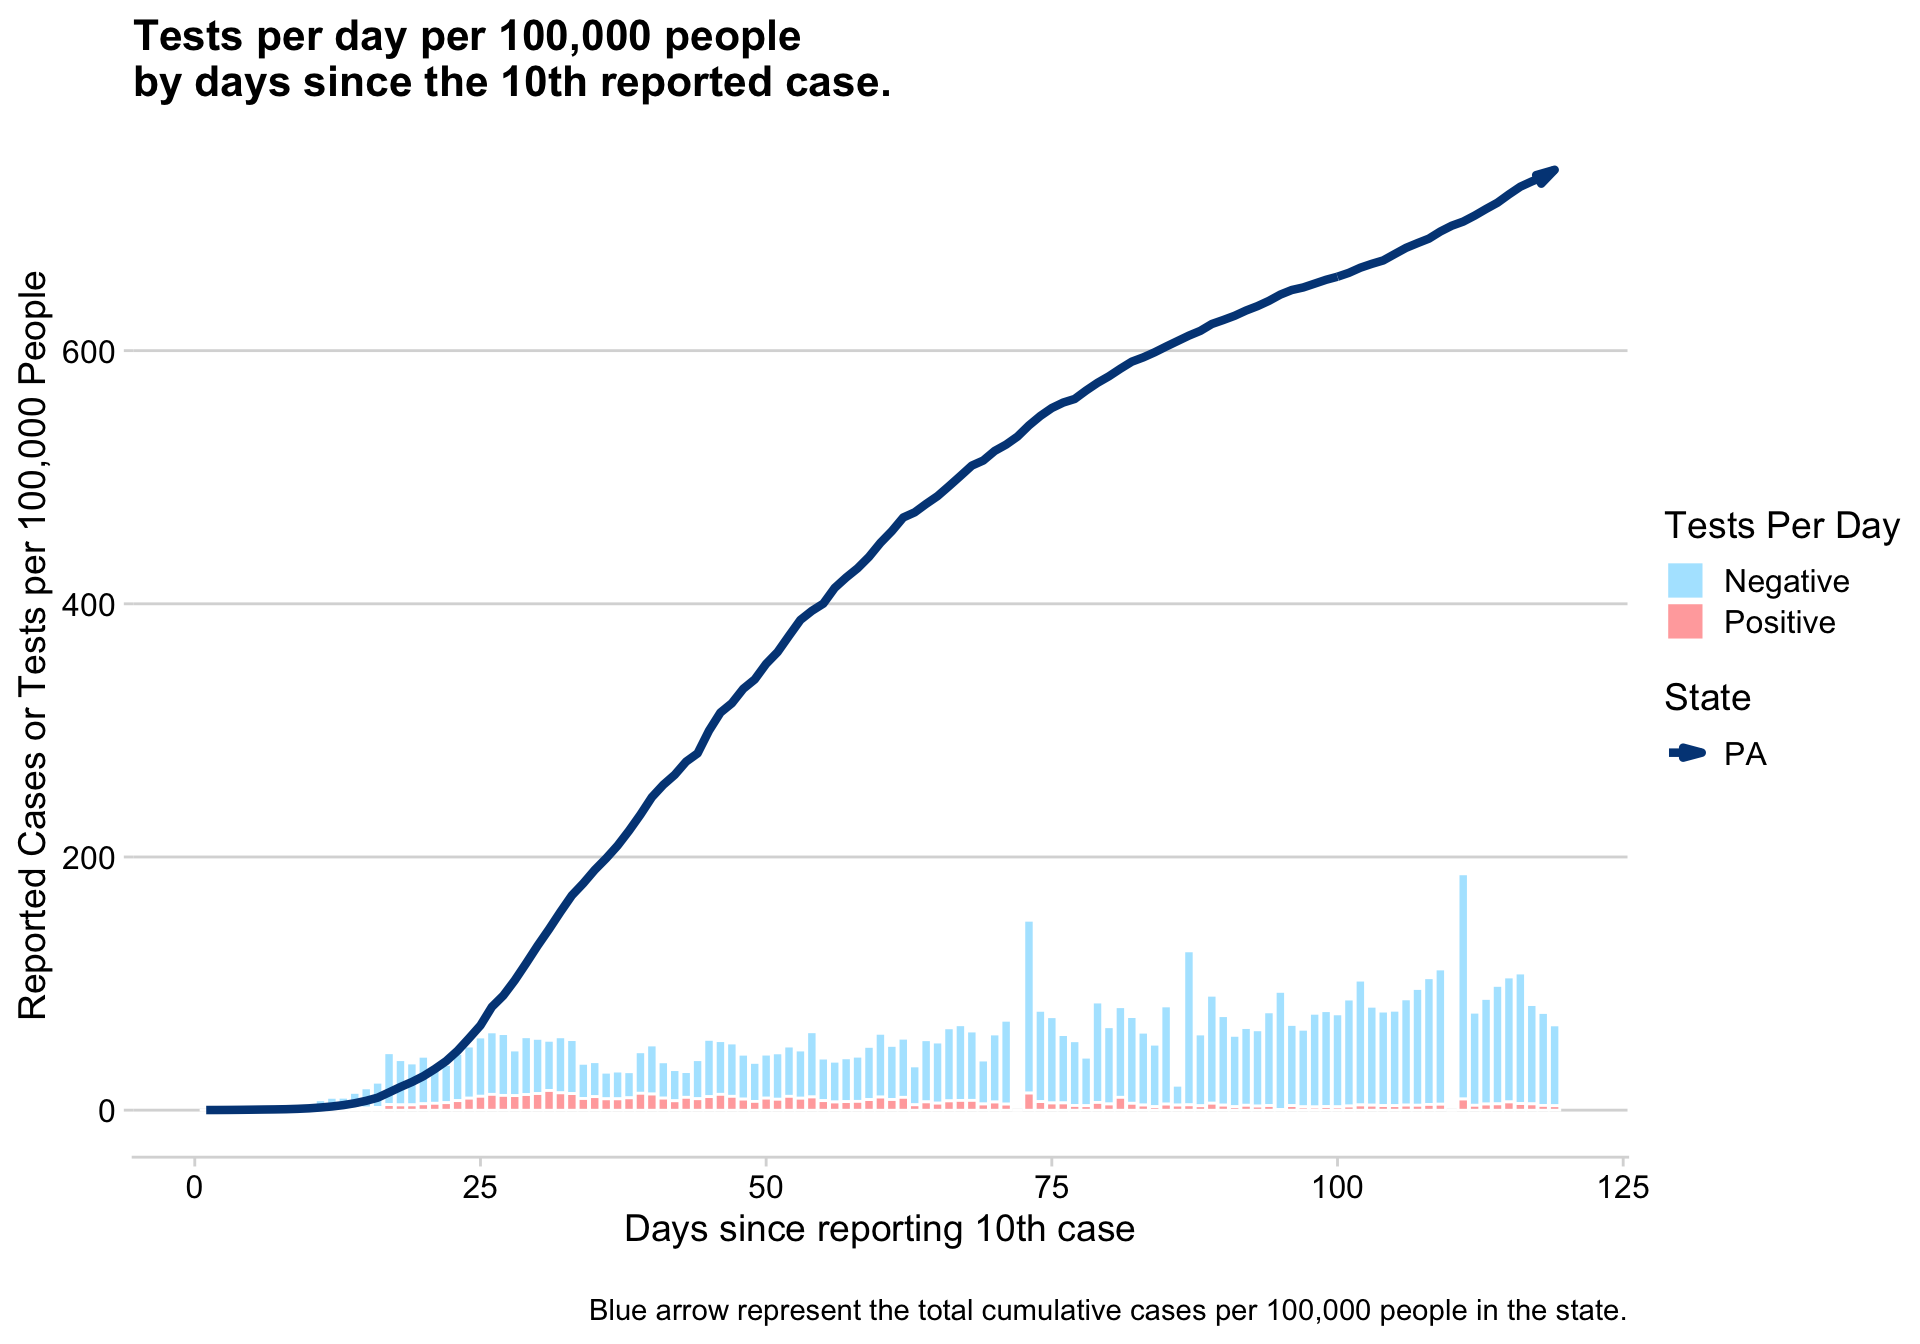 Tests per day per 100,000 people
by days since the 10th reported case.
Reported Cases or Tests per 100,000 People
600
400
200
0
0
25
50
75
100
125
Days since reporting 10th case
Tests Per Day
Negative
Positive
State
PA
Blue arrow represent the total cumulative cases per 100,000 people in the state.